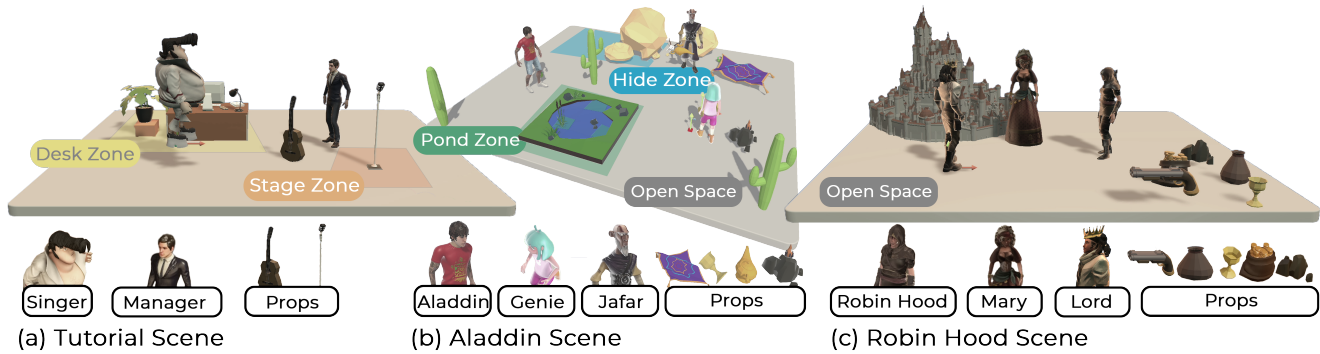 Desk Zone
Stage Zone
Singer
Manager
Props
(a) Tutorial Scene
Hide Zone
Pond Zone
Open Space
Aladdin
Genie
Jafar
Props
(b) Aladdin Scene
Open Space
Robin Hood
Mary
Lord
Props
(c) Robin Hood Scene